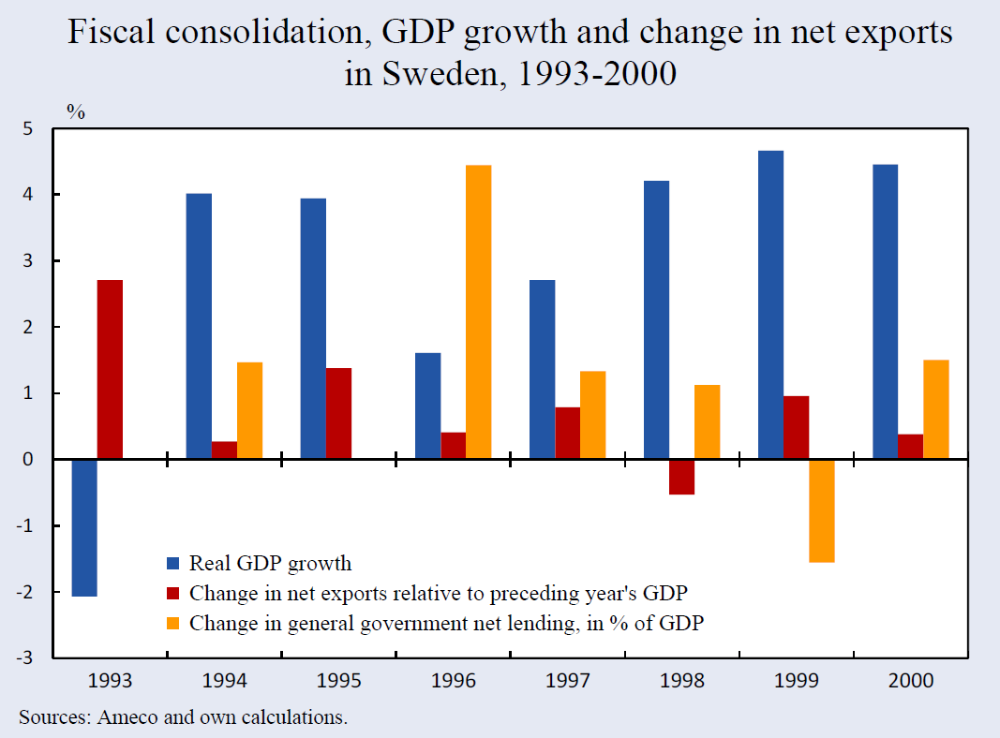 Fiscal consolidation, GDP growth and change in net exports
in Sweden, 1993-2000
%
5
4
3
2
1
0
-1
-2
-3
Real GDP growth
Change in net exports relative to preceding year's GDP
Change in general government net lending, in % of GDP
1993 1994 1995 1996 1997 1998 1999 2000
Sources: Ameco and own calculations.